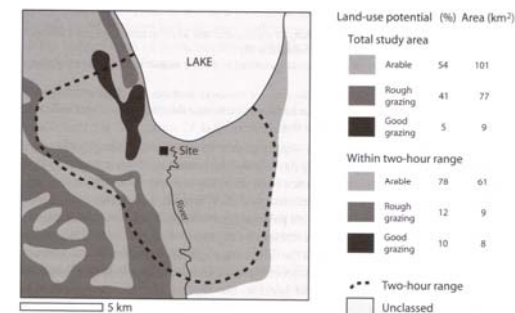 LAKE
Site
River
5 km
Land-use potential (%) Area (km²)
Total study area
Arable 54 101
Rough
grazing 41 77
Good
grazing 5 9
Within two-hour range
Arable 78 61
Rough
grazing 12 9
Good
grazing 10 8
Two-hour range
Unclassed